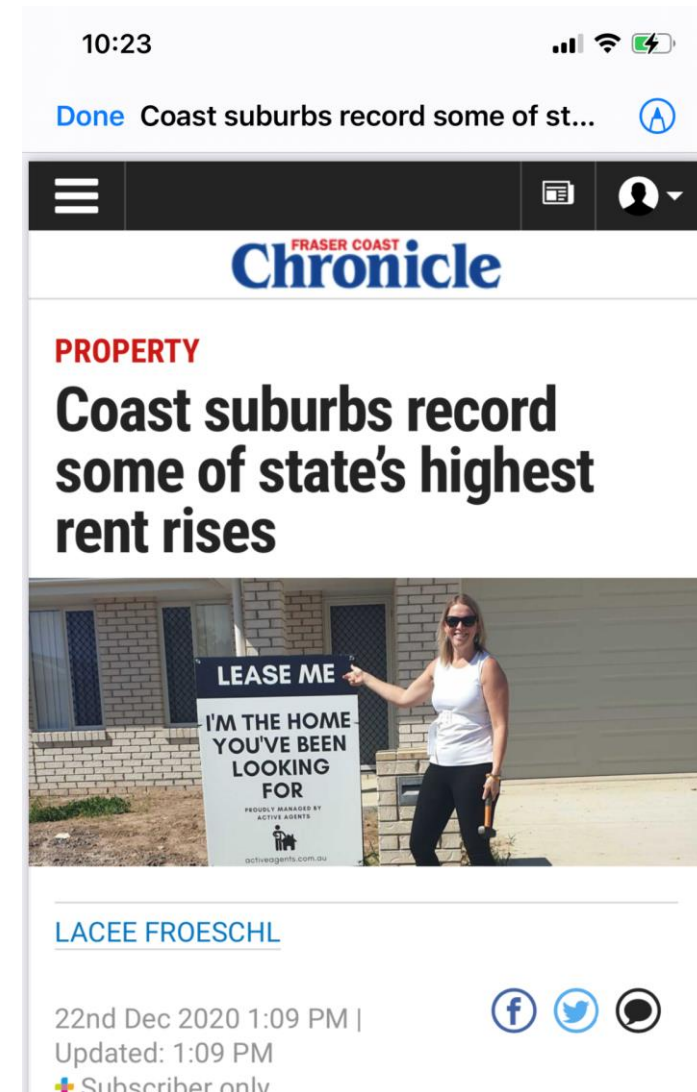 10:23
Done Coast suburbs record some of st...
FRASER COAST
Chronicle
PROPERTY
Coast suburbs record
some of state's highest
rent rises
LEASE ME
I'M THE HOME
YOU'VE BEEN
LOOKING
FOR
PROUDLY MANAGED BY
ACTIVE AGENTS
activeagents.com.au
LACEE FROESCHL
22nd Dec 2020 1:09 PM |
Updated: 1:09 PM
Subscriber only